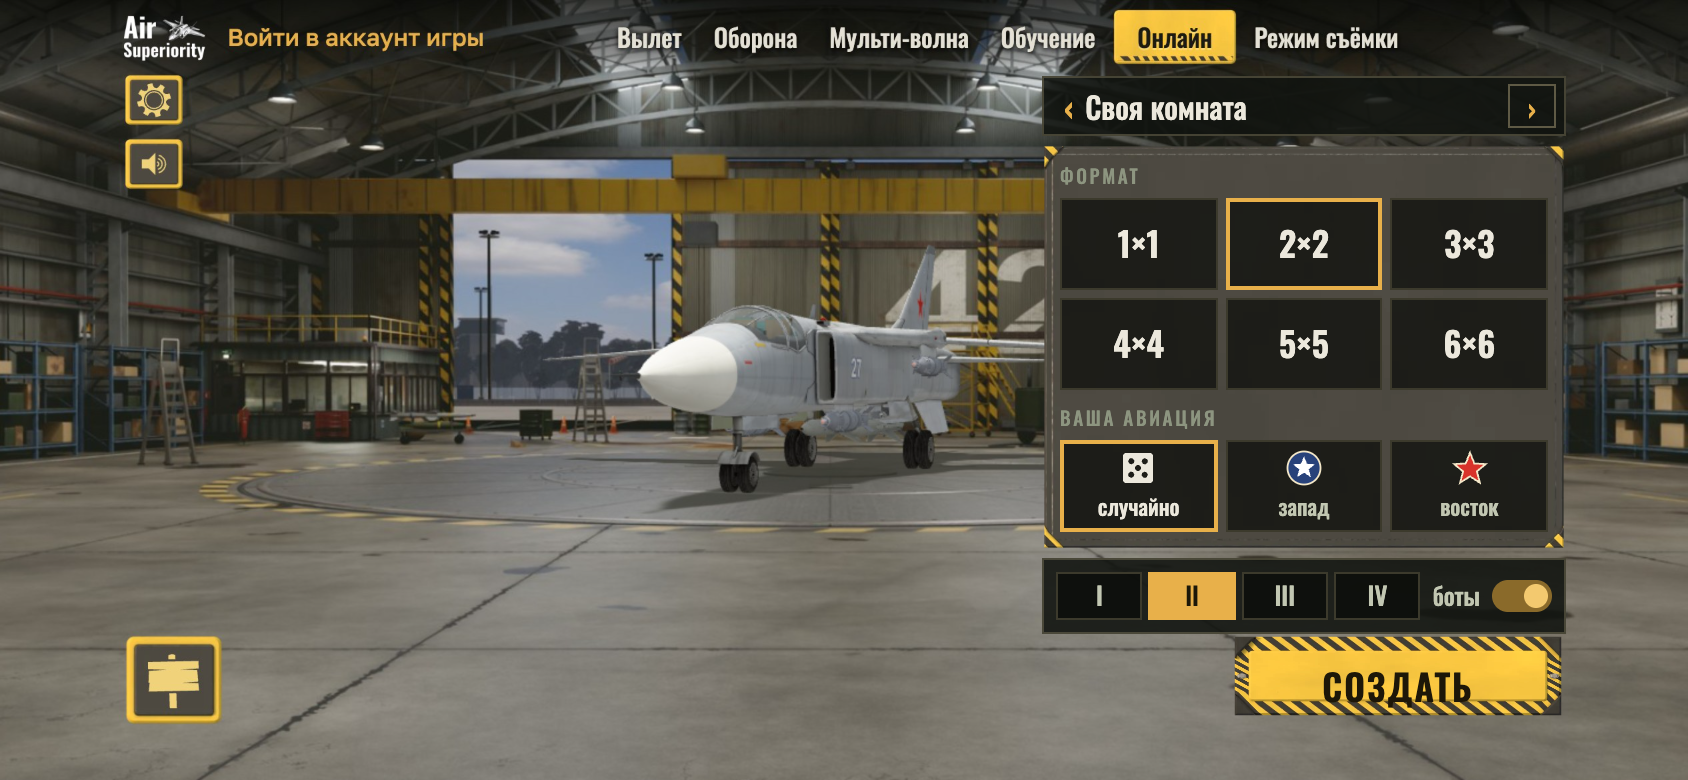 Air
Superiority
Войти в аккаунт игры
Вылет
Оборона
Мульти-волна
Обучение
Онлайн
Режим съёмки
‹ Своя комната ›
ФОРМАТ
1×1
2×2
3×3
4×4
5×5
6×6
ВАША АВИАЦИЯ
случайно
запад
восток
I
II
III
IV
боты
СОЗДАТЬ
27
42